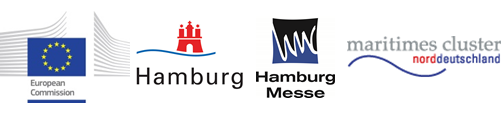 European
Commission
Hamburg
Hamburg
Messe
maritimes cluster
norddeutschland